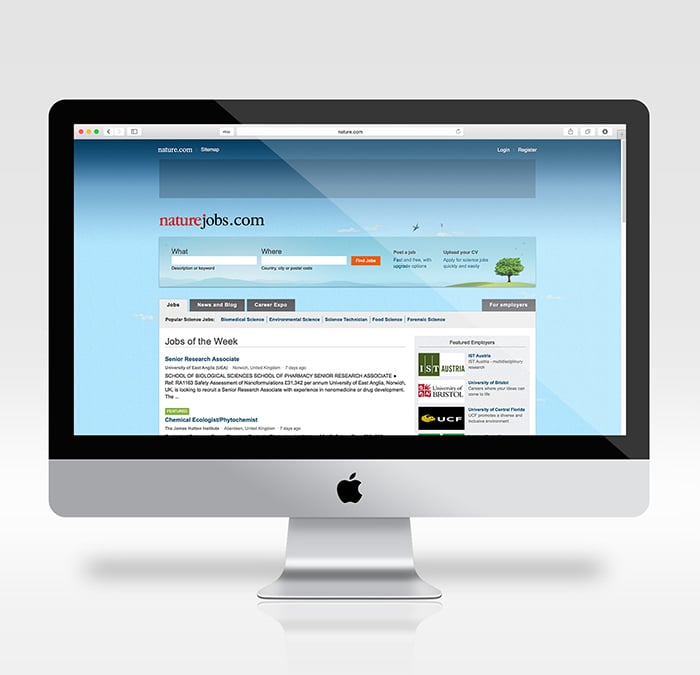 nature.com
nature.com Sitemap Login Register
naturejobs.com
What Where Post a job Upload your CV
Find Jobs Fast and free, with Apply for science jobs
upgrade options quickly and easily
Description or keyword Country, city or postal code
Jobs News and Blog Career Expo For employers
Popular Science Jobs: Biomedical Science Environmental Science Science Technician Food Science Forensic Science
Jobs of the Week
Senior Research Associate
University of East Anglia (UEA) Norwich, United Kingdom 7 days ago
SCHOOL OF BIOLOGICAL SCIENCES SCHOOL OF PHARMACY SENIOR RESEARCH ASSOCIATE ●
Ref: RA1163 Safety Assessment of Nanoformulations £31,342 per annum University of East Anglia, Norwich,
UK, is looking to recruit a Senior Research Associate with experience in nanomedicine or drug development.
The ...
FEATURED
Chemical Ecologist/Phytochemist
The James Hutton Institute Aberdeen, United Kingdom 7 days ago
Featured Employers
IST AUSTRIA
IST Austria
IST Austria - multidisciplinary
research
University of
BRISTOL
University of Bristol
Careers where your ideas can
come to life
UCF
University of Central Florida
UCF promotes a diverse and
inclusive environment